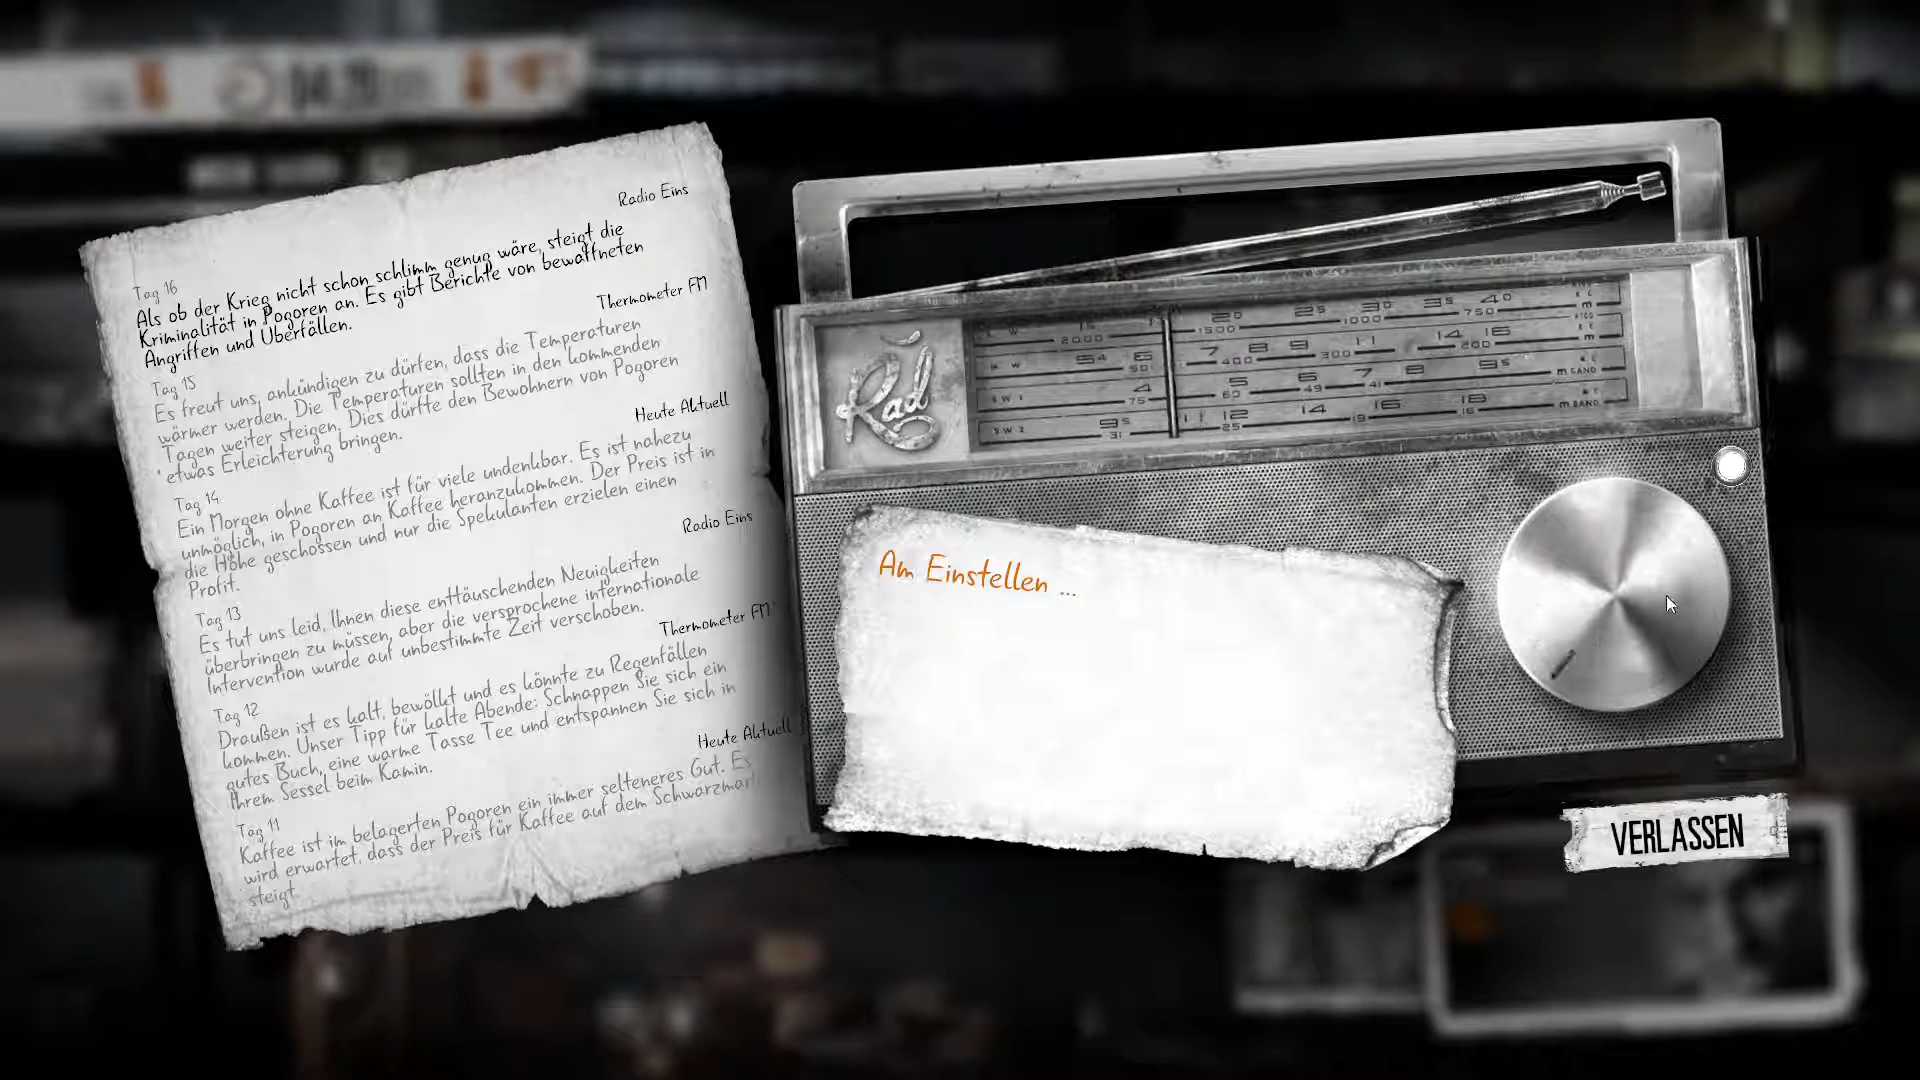 Radio Eins
Tag 16
Als ob der Krieg nicht schon schlimm genug wäre, steigt die
Kriminalität in Pogoren an. Es gibt Berichte von bewaffneten
Angriffen und Überfällen.
Thermometer FM
Tag 15
Es freut uns, ankündigen zu dürfen, dass die Temperaturen
wärmer werden. Die Temperaturen sollten in den kommenden
Tagen weiter steigen. Dies dürfte den Bewohnern von Pogoren
etwas Erleichterung bringen.
Heute Aktuell
Tag 14
Ein Morgen ohne Kaffee ist für viele undenkbar. Es ist nahezu
unmöglich, in Pogoren an Kaffee heranzukommen. Der Preis ist in
die Höhe geschossen und nur die Spekulanten erzielen einen
Profit.
Radio Eins
Tag 13
Es tut uns leid, Ihnen diese enttäuschenden Neuigkeiten
überbringen zu müssen, aber die versprochene internationale
Intervention wurde auf unbestimmte Zeit verschoben.
Thermometer FM
Tag 12
Draußen ist es kalt, bewölkt und es könnte zu Regenfällen
kommen. Unser Tipp für kalte Abende: Schnappen Sie sich ein
gutes Buch, eine warme Tasse Tee und entspannen Sie sich in
Ihrem Sessel beim Kamin.
Heute Aktuell
Tag 11
Kaffee ist im belagerten Pogoren ein immer selteneres Gut. Es
wird erwartet, dass der Preis für Kaffee auf dem Schwarzmarkt
steigt.
Rad
Am Einstellen ...
VERLASSEN